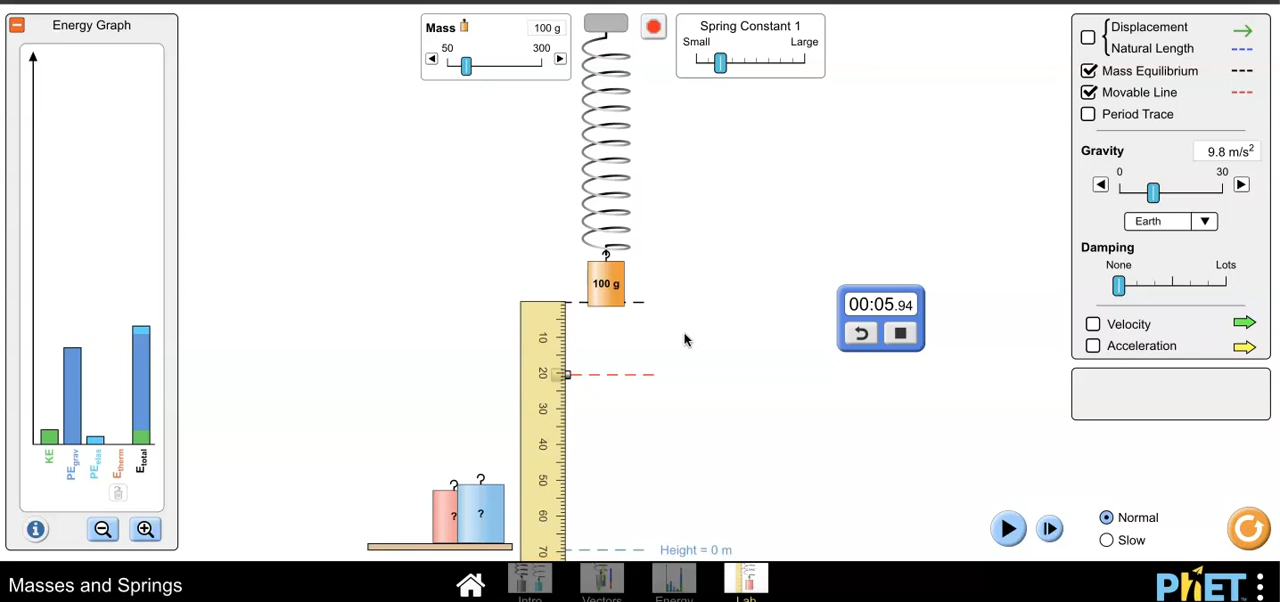 Energy Graph
KE
PEgrav
PEelas
Etherm
Etotal
Mass
100 g
50
300
Spring Constant 1
Small
Large
100 g
10
20
30
40
50
60
70
?
?
Height = 0 m
00:05.94
Displacement
Natural Length
Mass Equilibrium
Movable Line
Period Trace
Gravity
9.8 m/s²
0
30
Earth
Damping
None
Lots
Velocity
Acceleration
Normal
Slow
Masses and Springs
Intro
Vectors
Energy
Lab
PhET